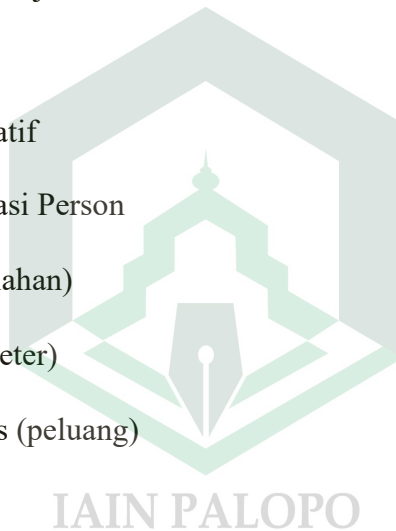 atif
asi Person
ahan)
eter)
s (peluang)
IAIN PALOPO